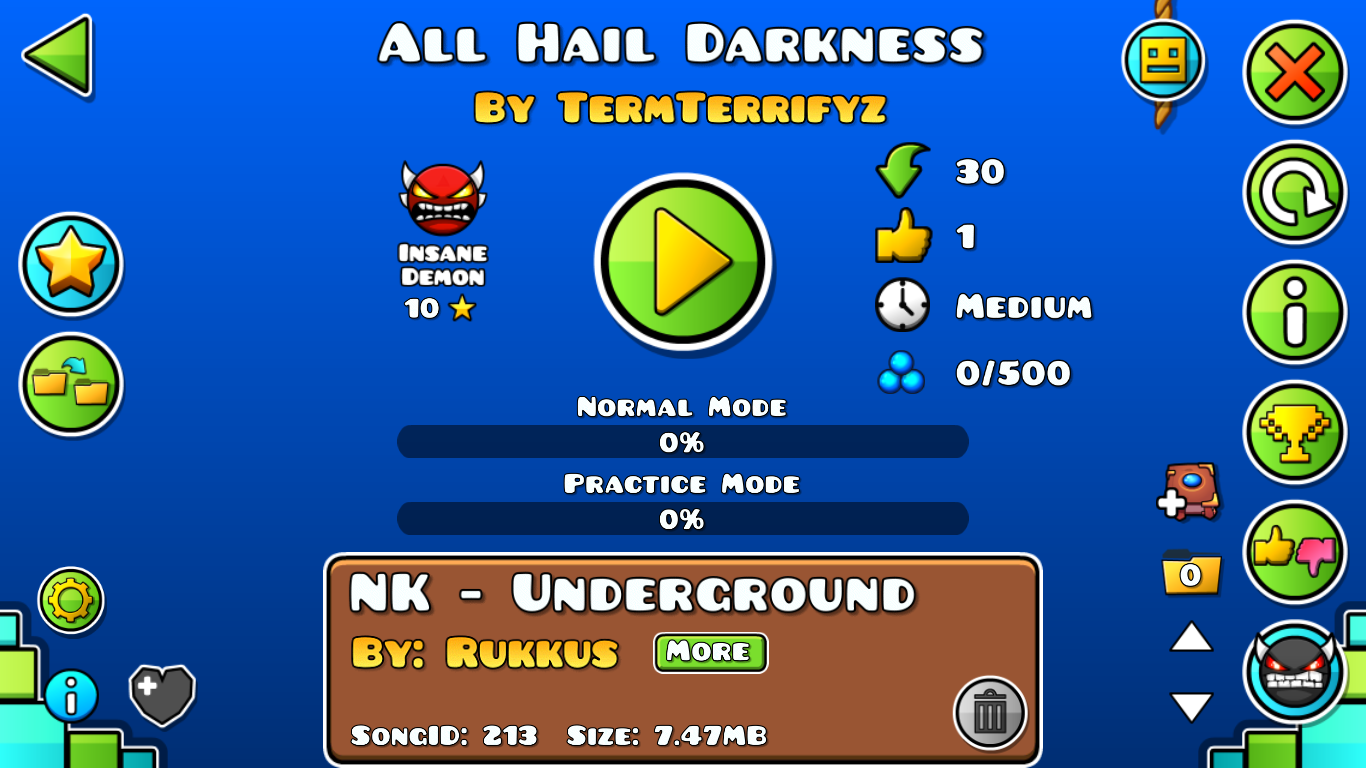 All Hail Darkness
By TermTerrifyz
30
1
Insane
Demon
10
Medium
0/500
Normal Mode
0%
Practice Mode
0%
0
NK - Underground
By: Rukkus
More
SongID: 213 Size: 7.47MB